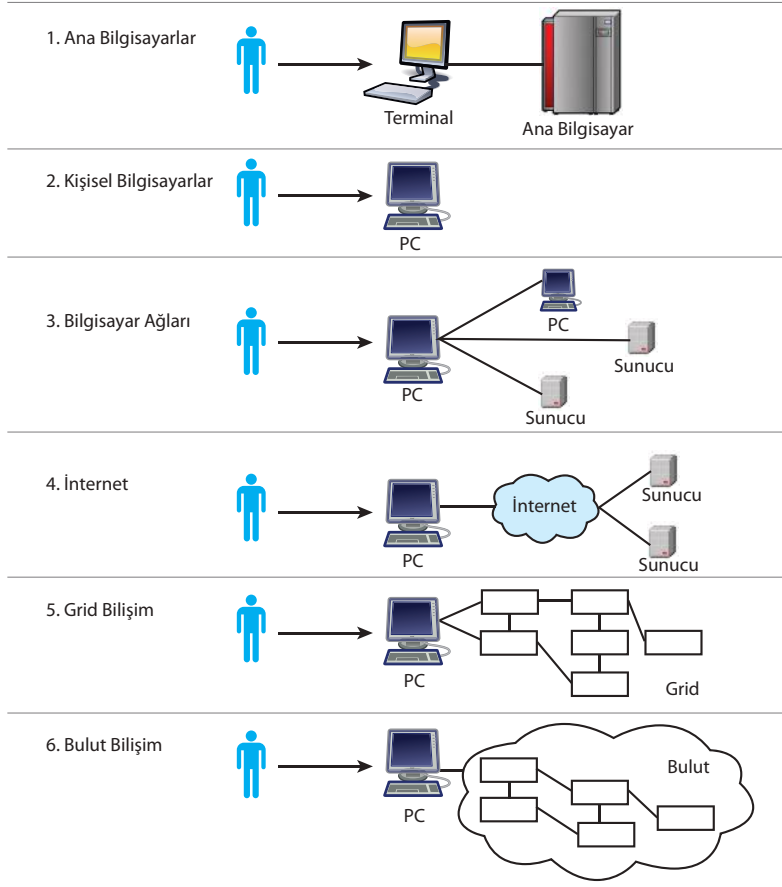 1. Ana Bilgisayarlar
Terminal
Ana Bilgisayar
2. Kişisel Bilgisayarlar
PC
3. Bilgisayar Ağları
PC
PC
Sunucu
Sunucu
4. İnternet
PC
İnternet
Sunucu
Sunucu
5. Grid Bilişim
PC
Grid
6. Bulut Bilişim
PC
Bulut